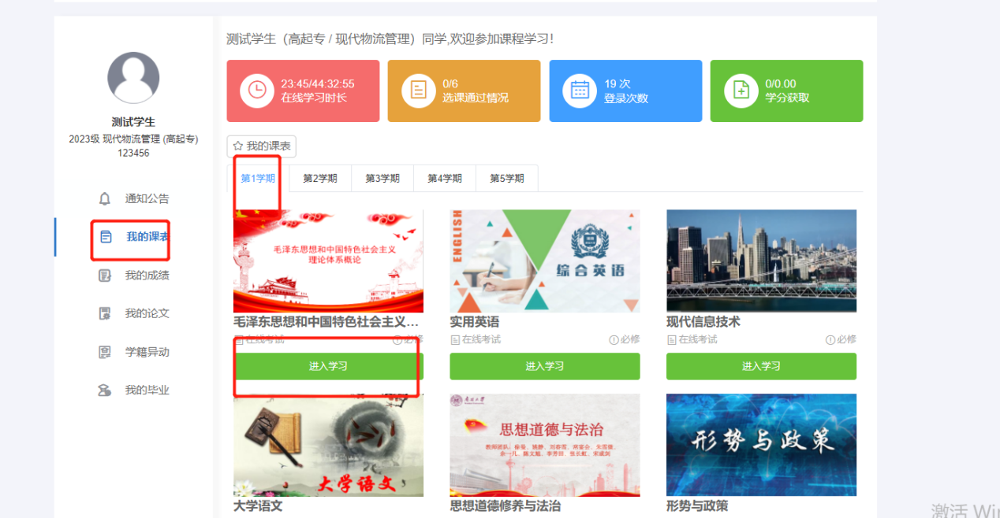 测试学生（高起专 / 现代物流管理）同学,欢迎参加课程学习！
23:45/44:32:55
在线学习时长
0/6
选课通过情况
19 次
登录次数
0/0.00
学分获取
测试学生
2023级 现代物流管理 (高起专)
123456
通知公告
我的课表
我的成绩
我的论文
学籍异动
我的毕业
我的课表
第1学期 第2学期 第3学期 第4学期 第5学期
毛泽东思想和中国特色社会主义
理论体系概论
毛泽东思想和中国特色社会主义...
在线考试 必修
进入学习
ENGLISH
综合英语
实用英语
在线考试 必修
进入学习
现代信息技术
在线考试 必修
进入学习
大学语文
大学语文
思想道德与法治
思想道德修养与法治
形势与政策
形势与政策
激活 Win